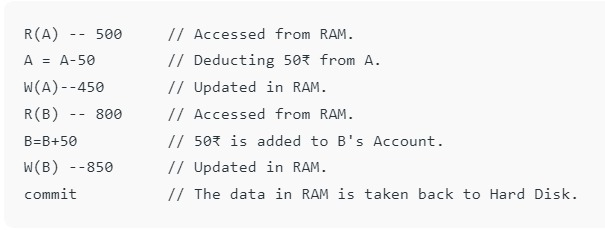 R(A) -- 500      // Accessed from RAM.
A = A-50         // Deducting 50₹ from A.
W(A)--450        // Updated in RAM.
R(B) -- 800      // Accessed from RAM.
B=B+50           // 50₹ is added to B's Account.
W(B) --850       // Updated in RAM.
commit           // The data in RAM is taken back to Hard Disk.